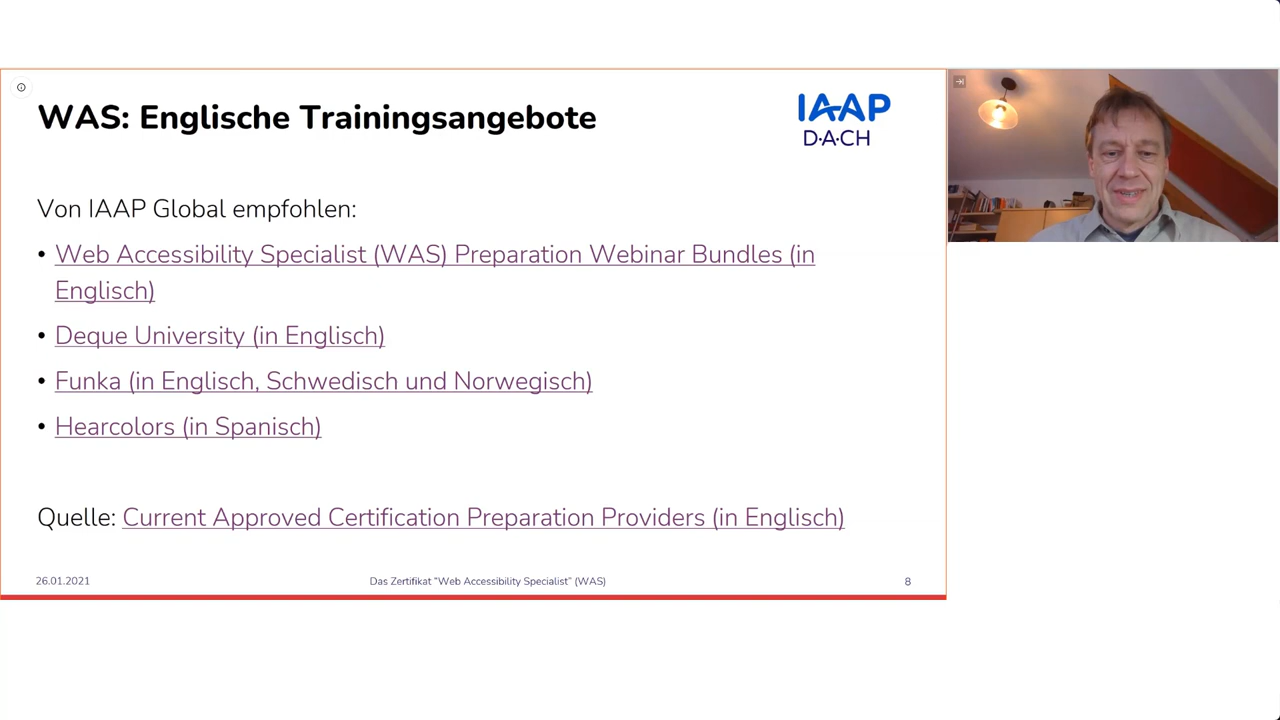 WAS: Englische Trainingsangebote
IAAP
D·A·CH
Von IAAP Global empfohlen:
• Web Accessibility Specialist (WAS) Preparation Webinar Bundles (in
Englisch)
• Deque University (in Englisch)
• Funka (in Englisch, Schwedisch und Norwegisch)
• Hearcolors (in Spanisch)
Quelle: Current Approved Certification Preparation Providers (in Englisch)
26.01.2021
Das Zertifikat “Web Accessibility Specialist” (WAS)
8